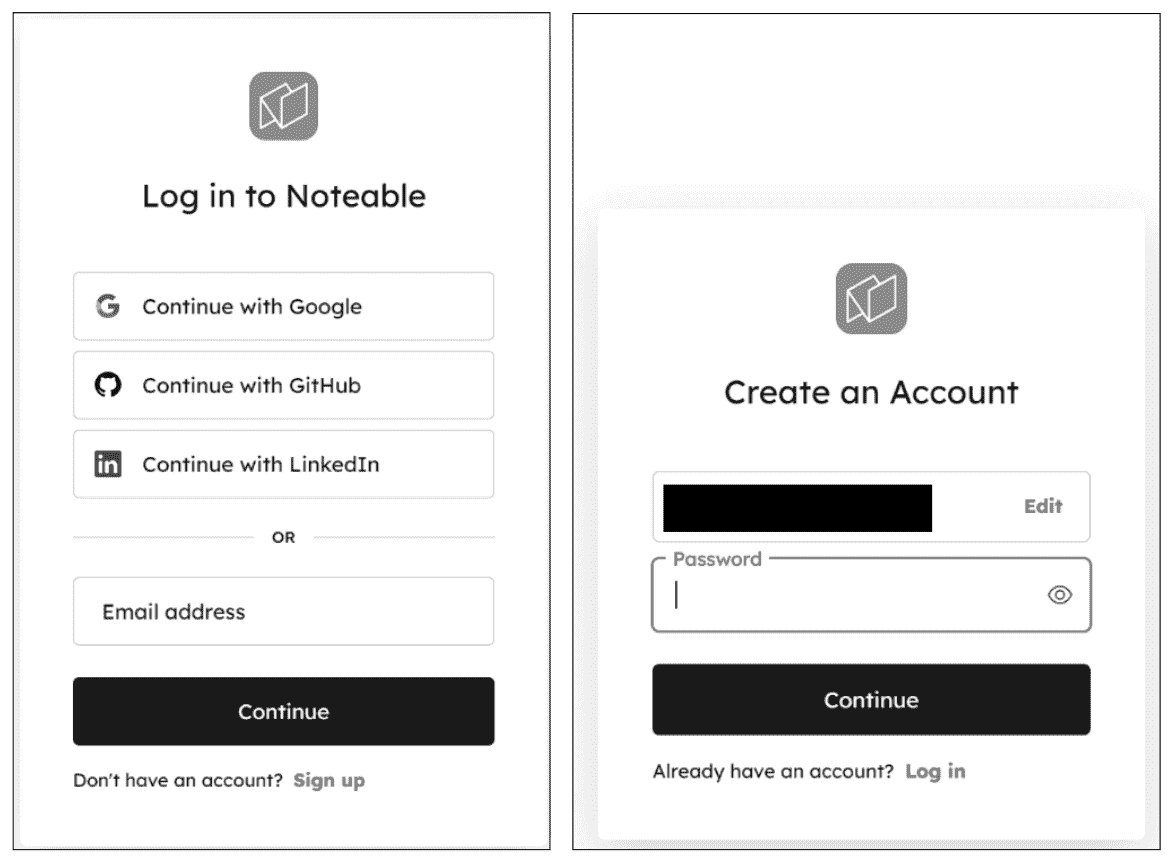 Log in to Noteable
Continue with Google
Continue with GitHub
Continue with LinkedIn
OR
Email address
Continue
Don't have an account? Sign up
Create an Account
Edit
Password
Continue
Already have an account? Log in